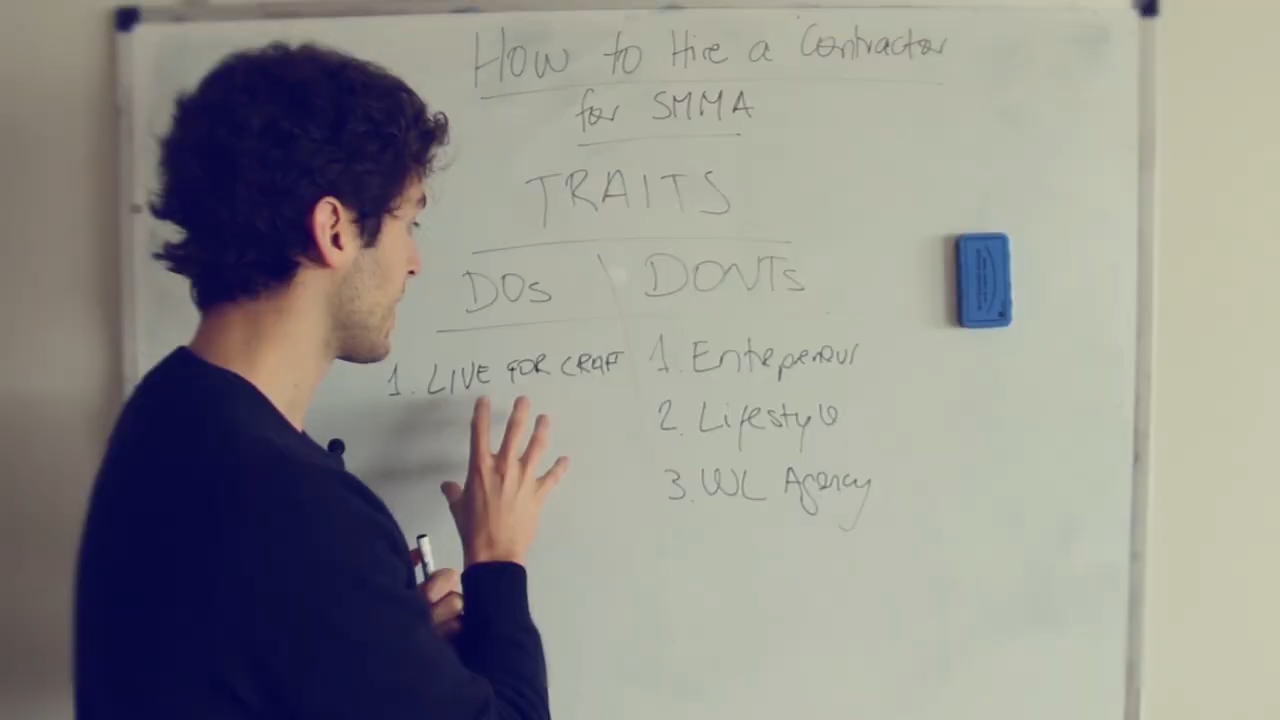 How to Hire a Contractor
for SMMA
TRAITS
DOs DONTs
1. LIVE FOR CRAFT
1. Entrepeneur
2. Lifestyle
3. WL Agency